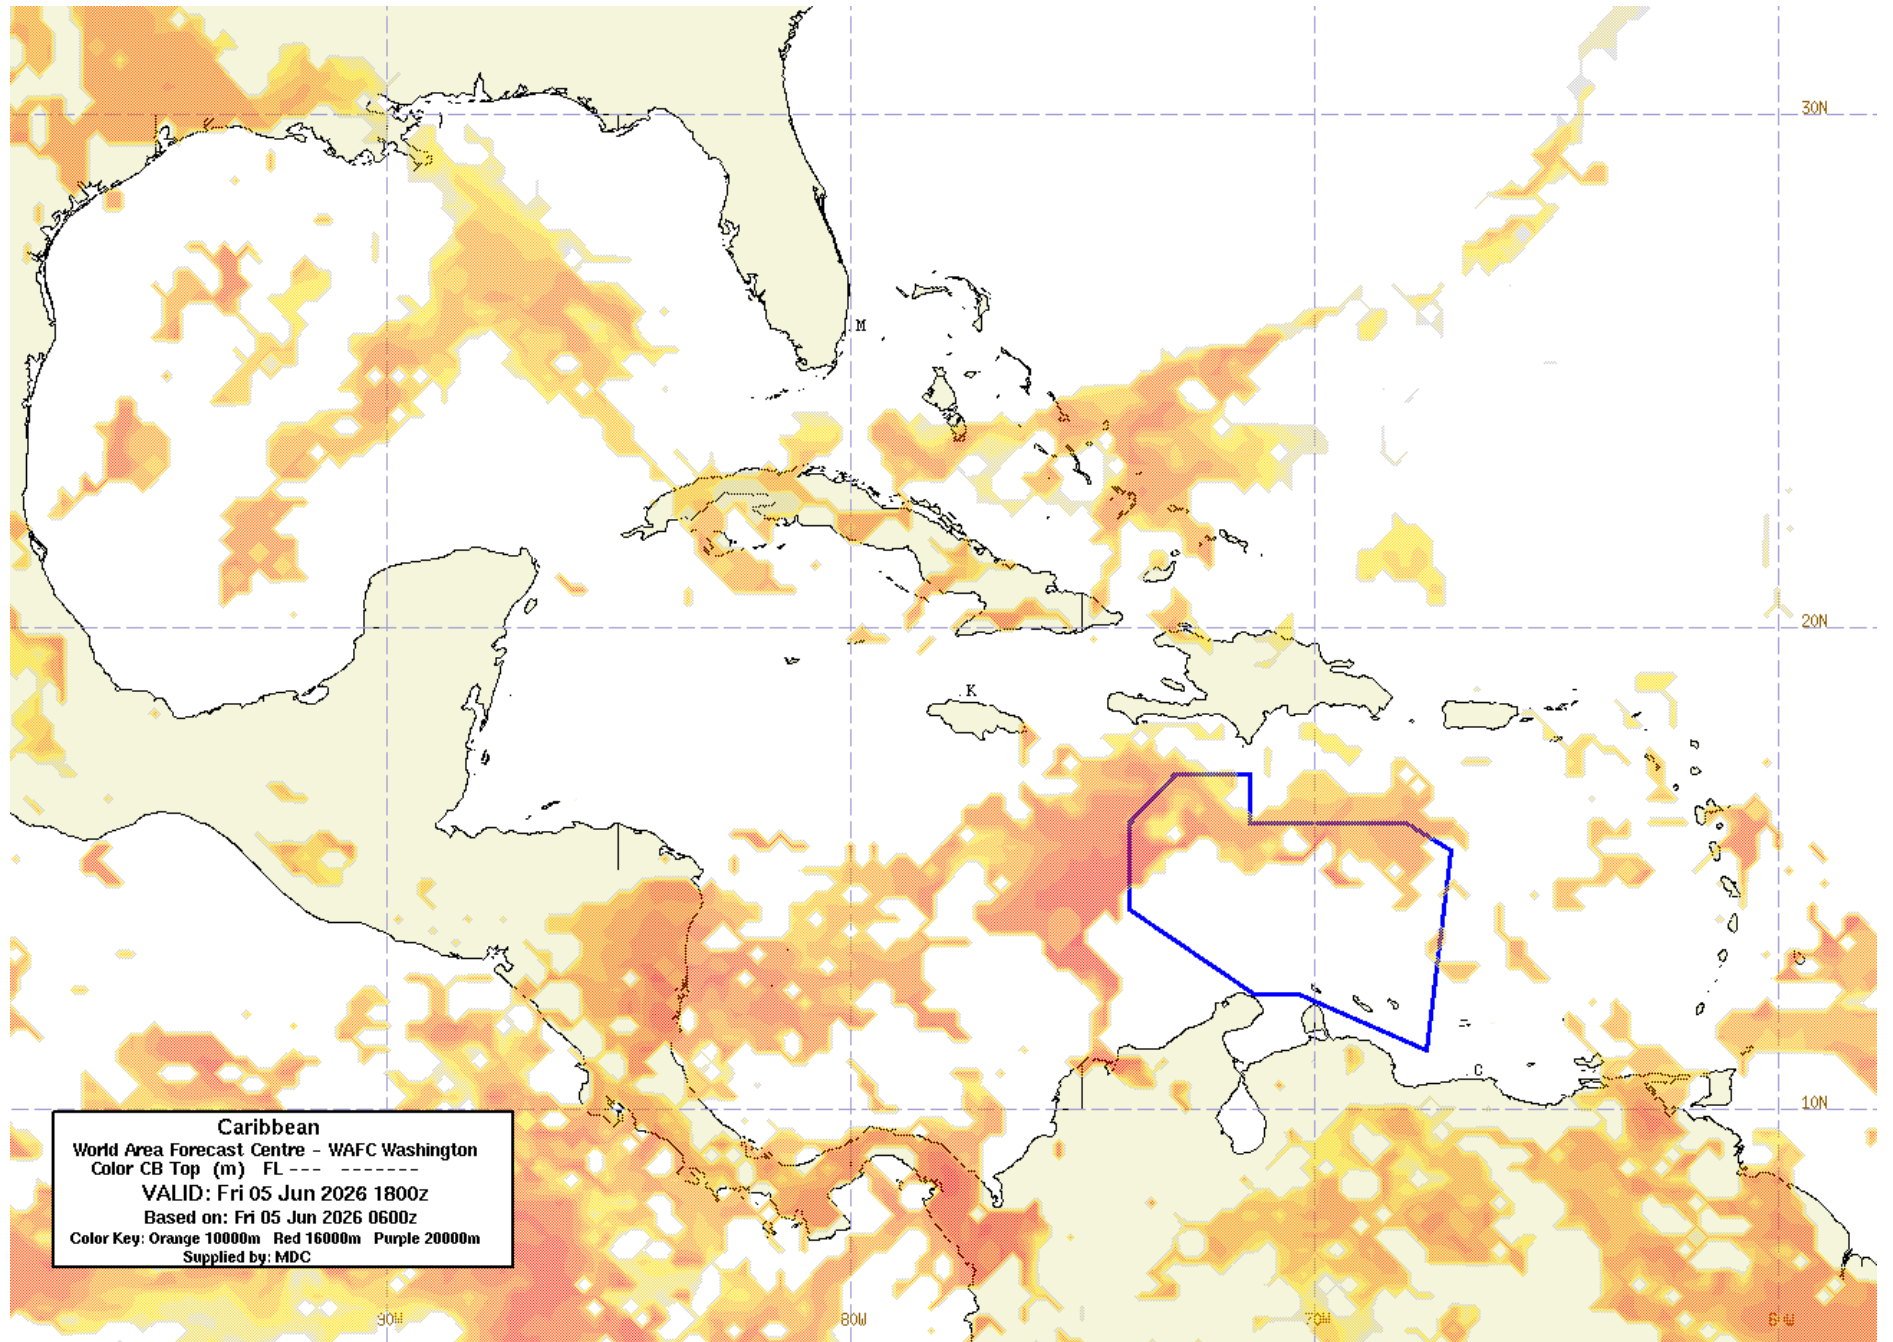 30N
M
20N
K
C
10N
Caribbean
World Area Forecast Centre - WAFC Washington
Color CB Top (m) FL --- -------
VALID: Fri 05 Jun 2026 1800z
Based on: Fri 05 Jun 2026 0600z
Color Key: Orange 10000m Red 16000m Purple 20000m
Supplied by: MDC
90W 80W 70W 60W